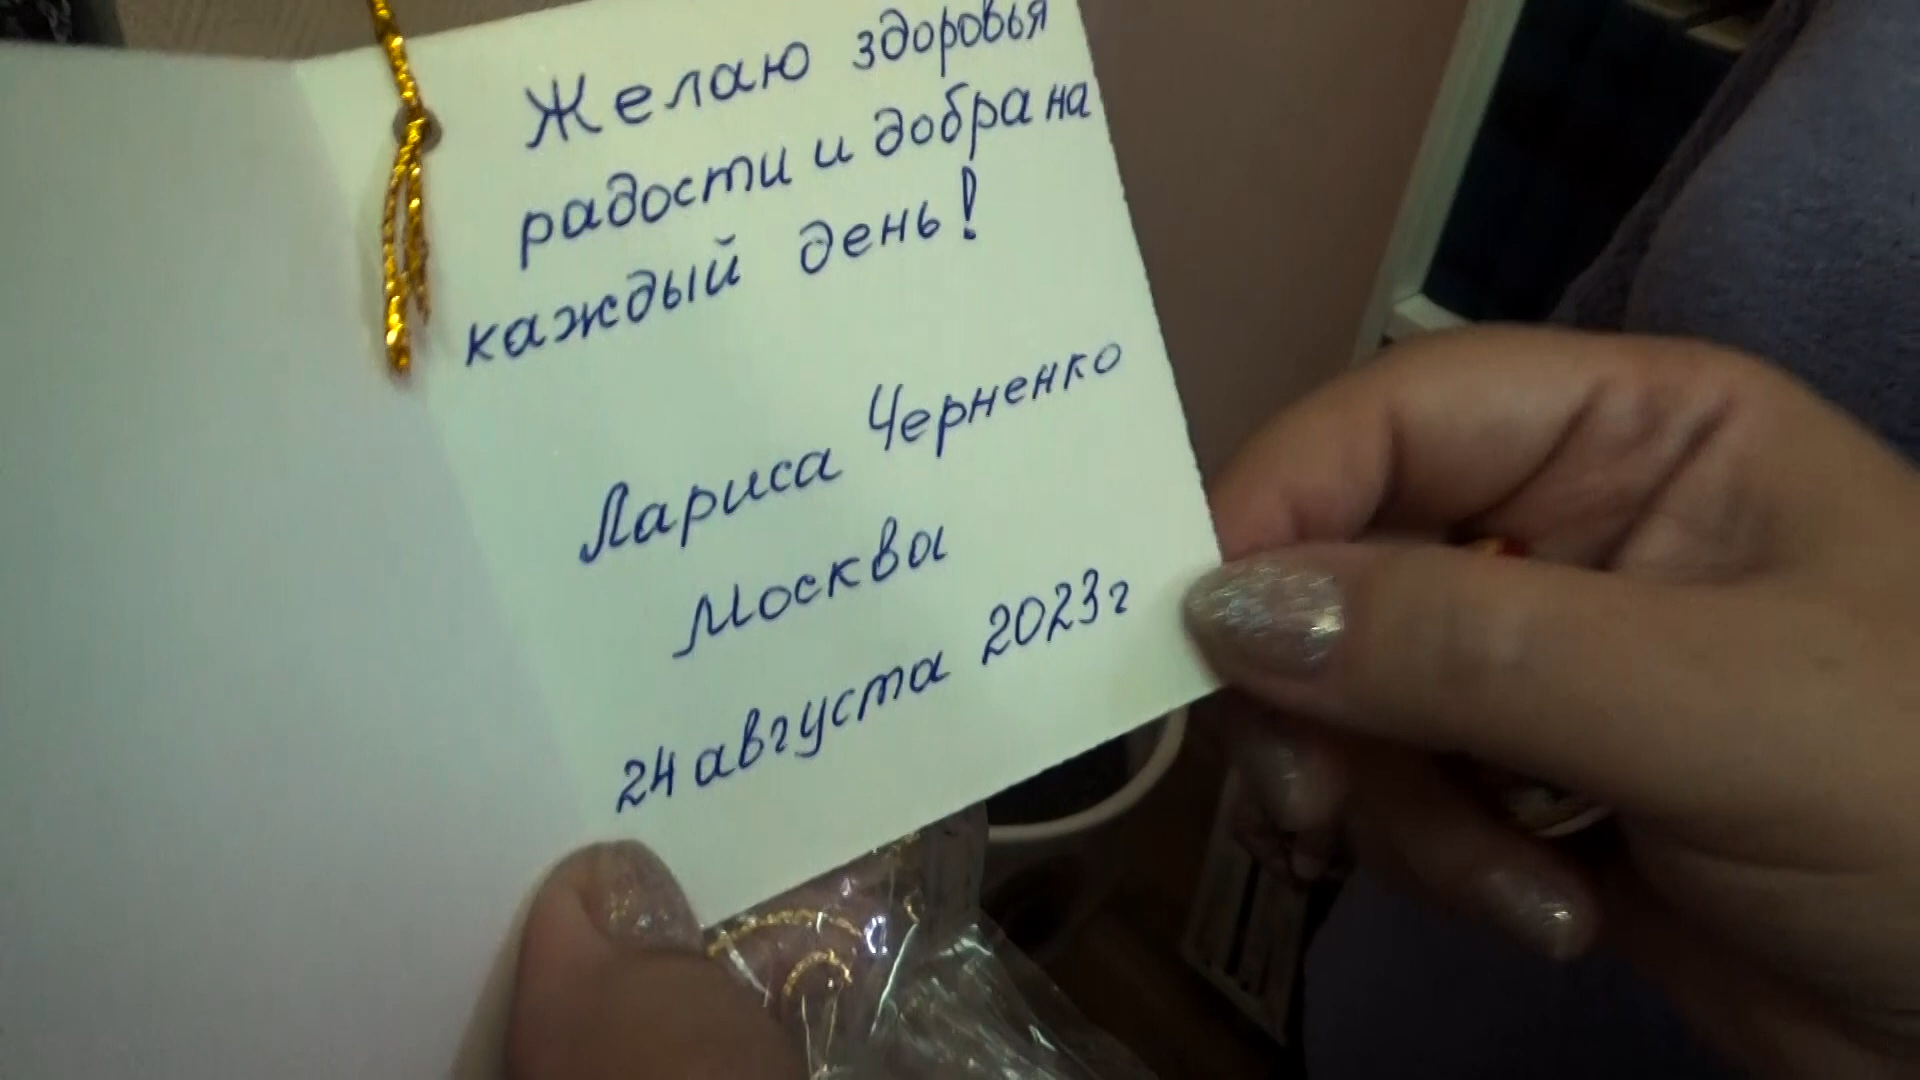 Желаю здоровья
радости и добра на
каждый день!
Лариса Черненко
Москва
24 августа 2023г